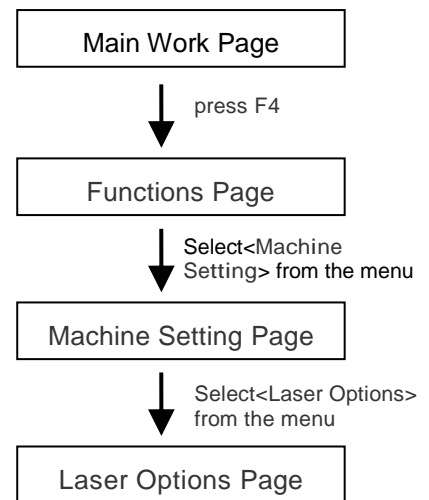 Main Work Page
press F4
Functions Page
Select<Machine
Setting> from the menu
Machine Setting Page
Select<Laser Options>
from the menu
Laser Options Page